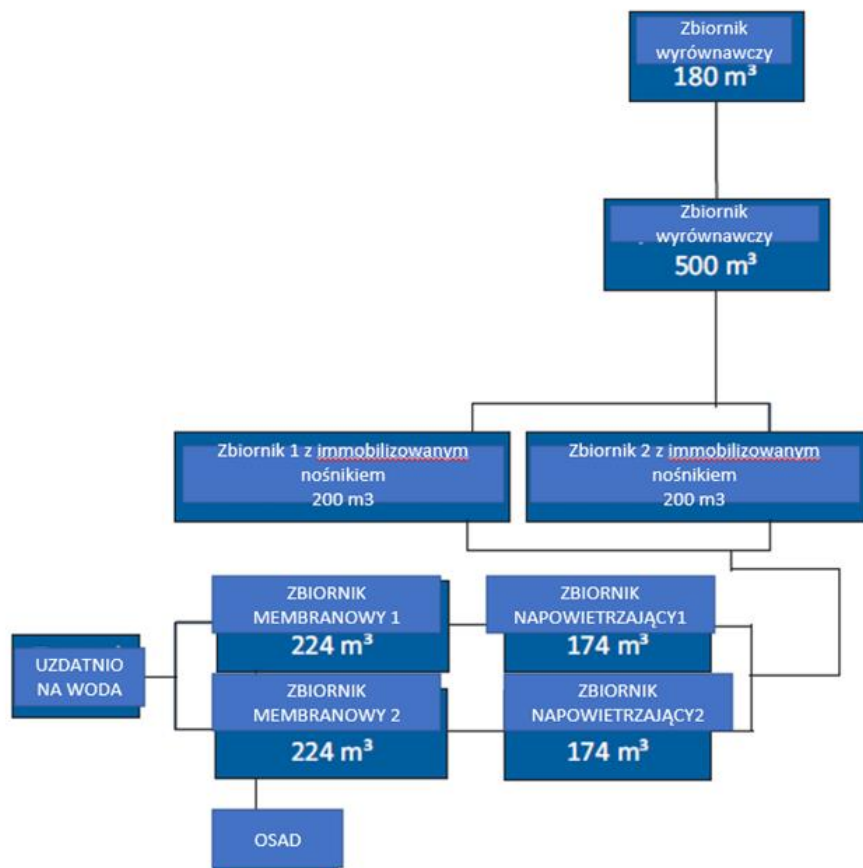 Zbiornik
wyrównawczy
180 m³
Zbiornik
wyrównawczy
500 m³
Zbiornik 1 z immobilizowanym
nośnikiem
200 m3
Zbiornik 2 z immobilizowanym
nośnikiem
200 m3
ZBIORNIK
MEMBRANOWY 1
224 m³
ZBIORNIK
NAPOWIETRZAJĄCY1
174 m³
UZDATNIO
NA WODA
ZBIORNIK
MEMBRANOWY 2
224 m³
ZBIORNIK
NAPOWIETRZAJĄCY2
174 m³
OSAD